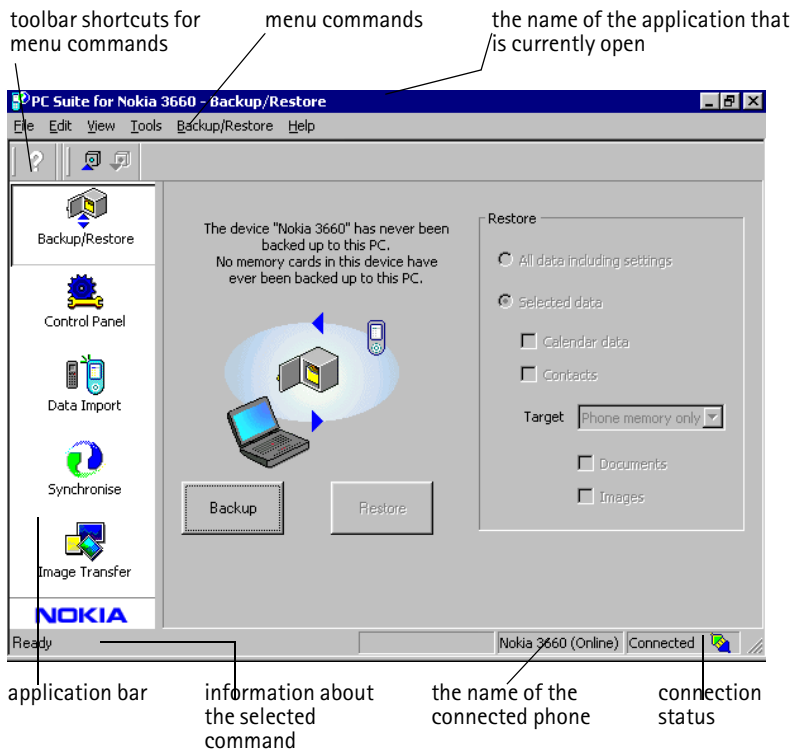 toolbar shortcuts for
menu commands
menu commands
the name of the application that
is currently open
PC Suite for Nokia 3660 - Backup/Restore
File Edit View Tools Backup/Restore Help
Backup/Restore
Control Panel
Data Import
Synchronise
Image Transfer
NOKIA
The device "Nokia 3660" has never been
backed up to this PC.
No memory cards in this device have
ever been backed up to this PC.
Backup
Restore
Restore
All data including settings
Selected data
Calendar data
Contacts
Target Phone memory only
Documents
Images
Ready
Nokia 3660 (Online) Connected
application bar
information about
the selected
command
the name of the
connected phone
connection
status